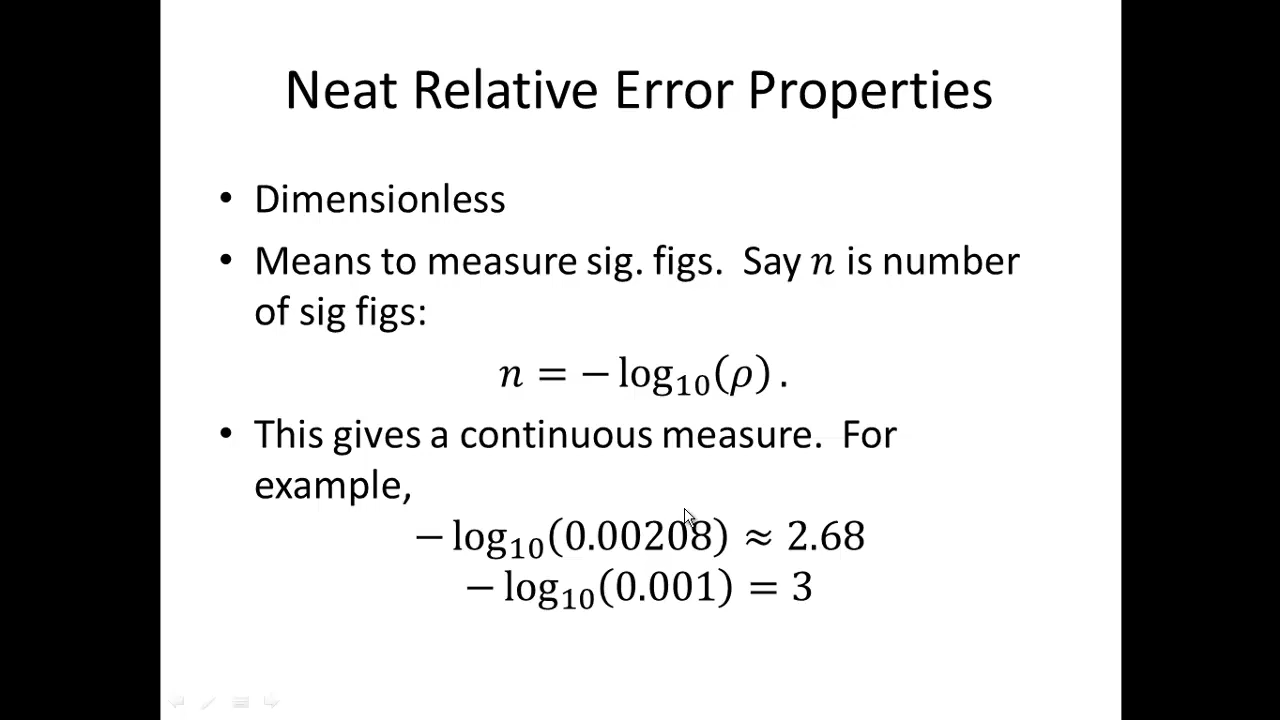 Neat Relative Error Properties
• Dimensionless
• Means to measure sig. figs. Say 𝑛 is number
of sig figs:
𝑛 = − log₁₀(𝜌) .
• This gives a continuous measure. For
example,
− log₁₀(0.00208) ≈ 2.68
− log₁₀(0.001) = 3